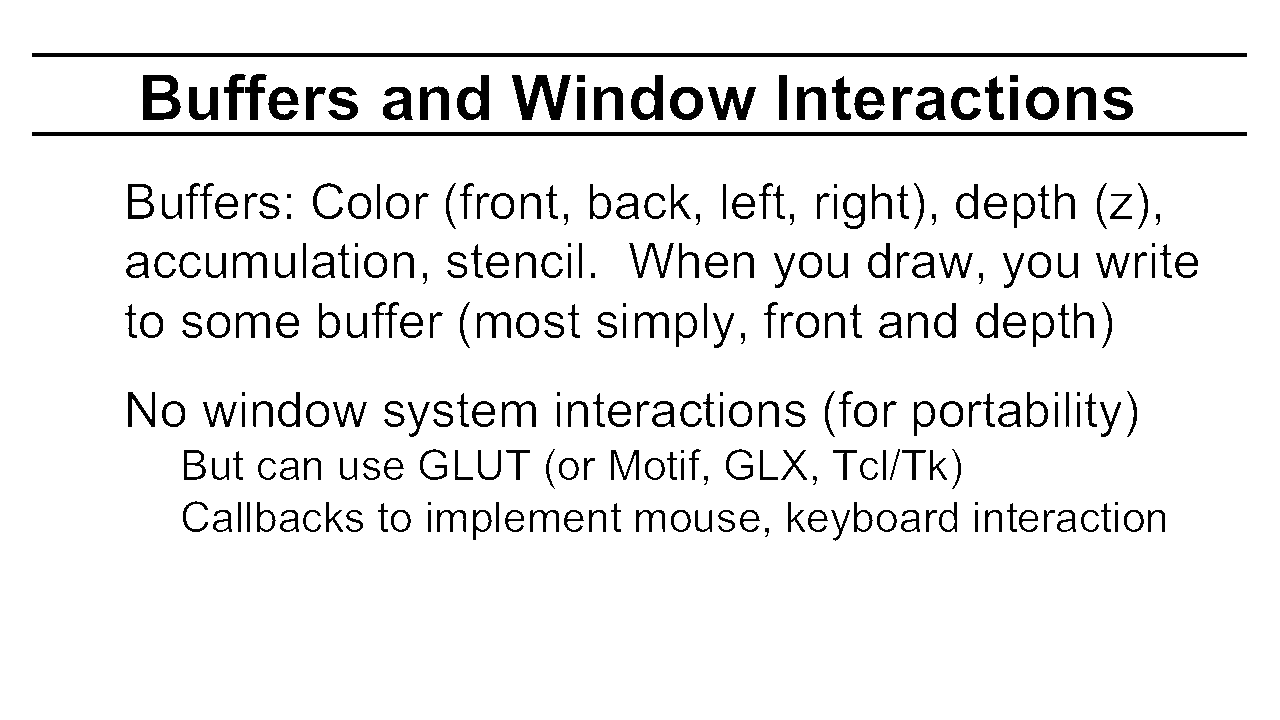 Buffers and Window Interactions
Buffers: Color (front, back, left, right), depth (z),
accumulation, stencil.  When you draw, you write
to some buffer (most simply, front and depth)
No window system interactions (for portability)
But can use GLUT (or Motif, GLX, Tcl/Tk)
Callbacks to implement mouse, keyboard interaction